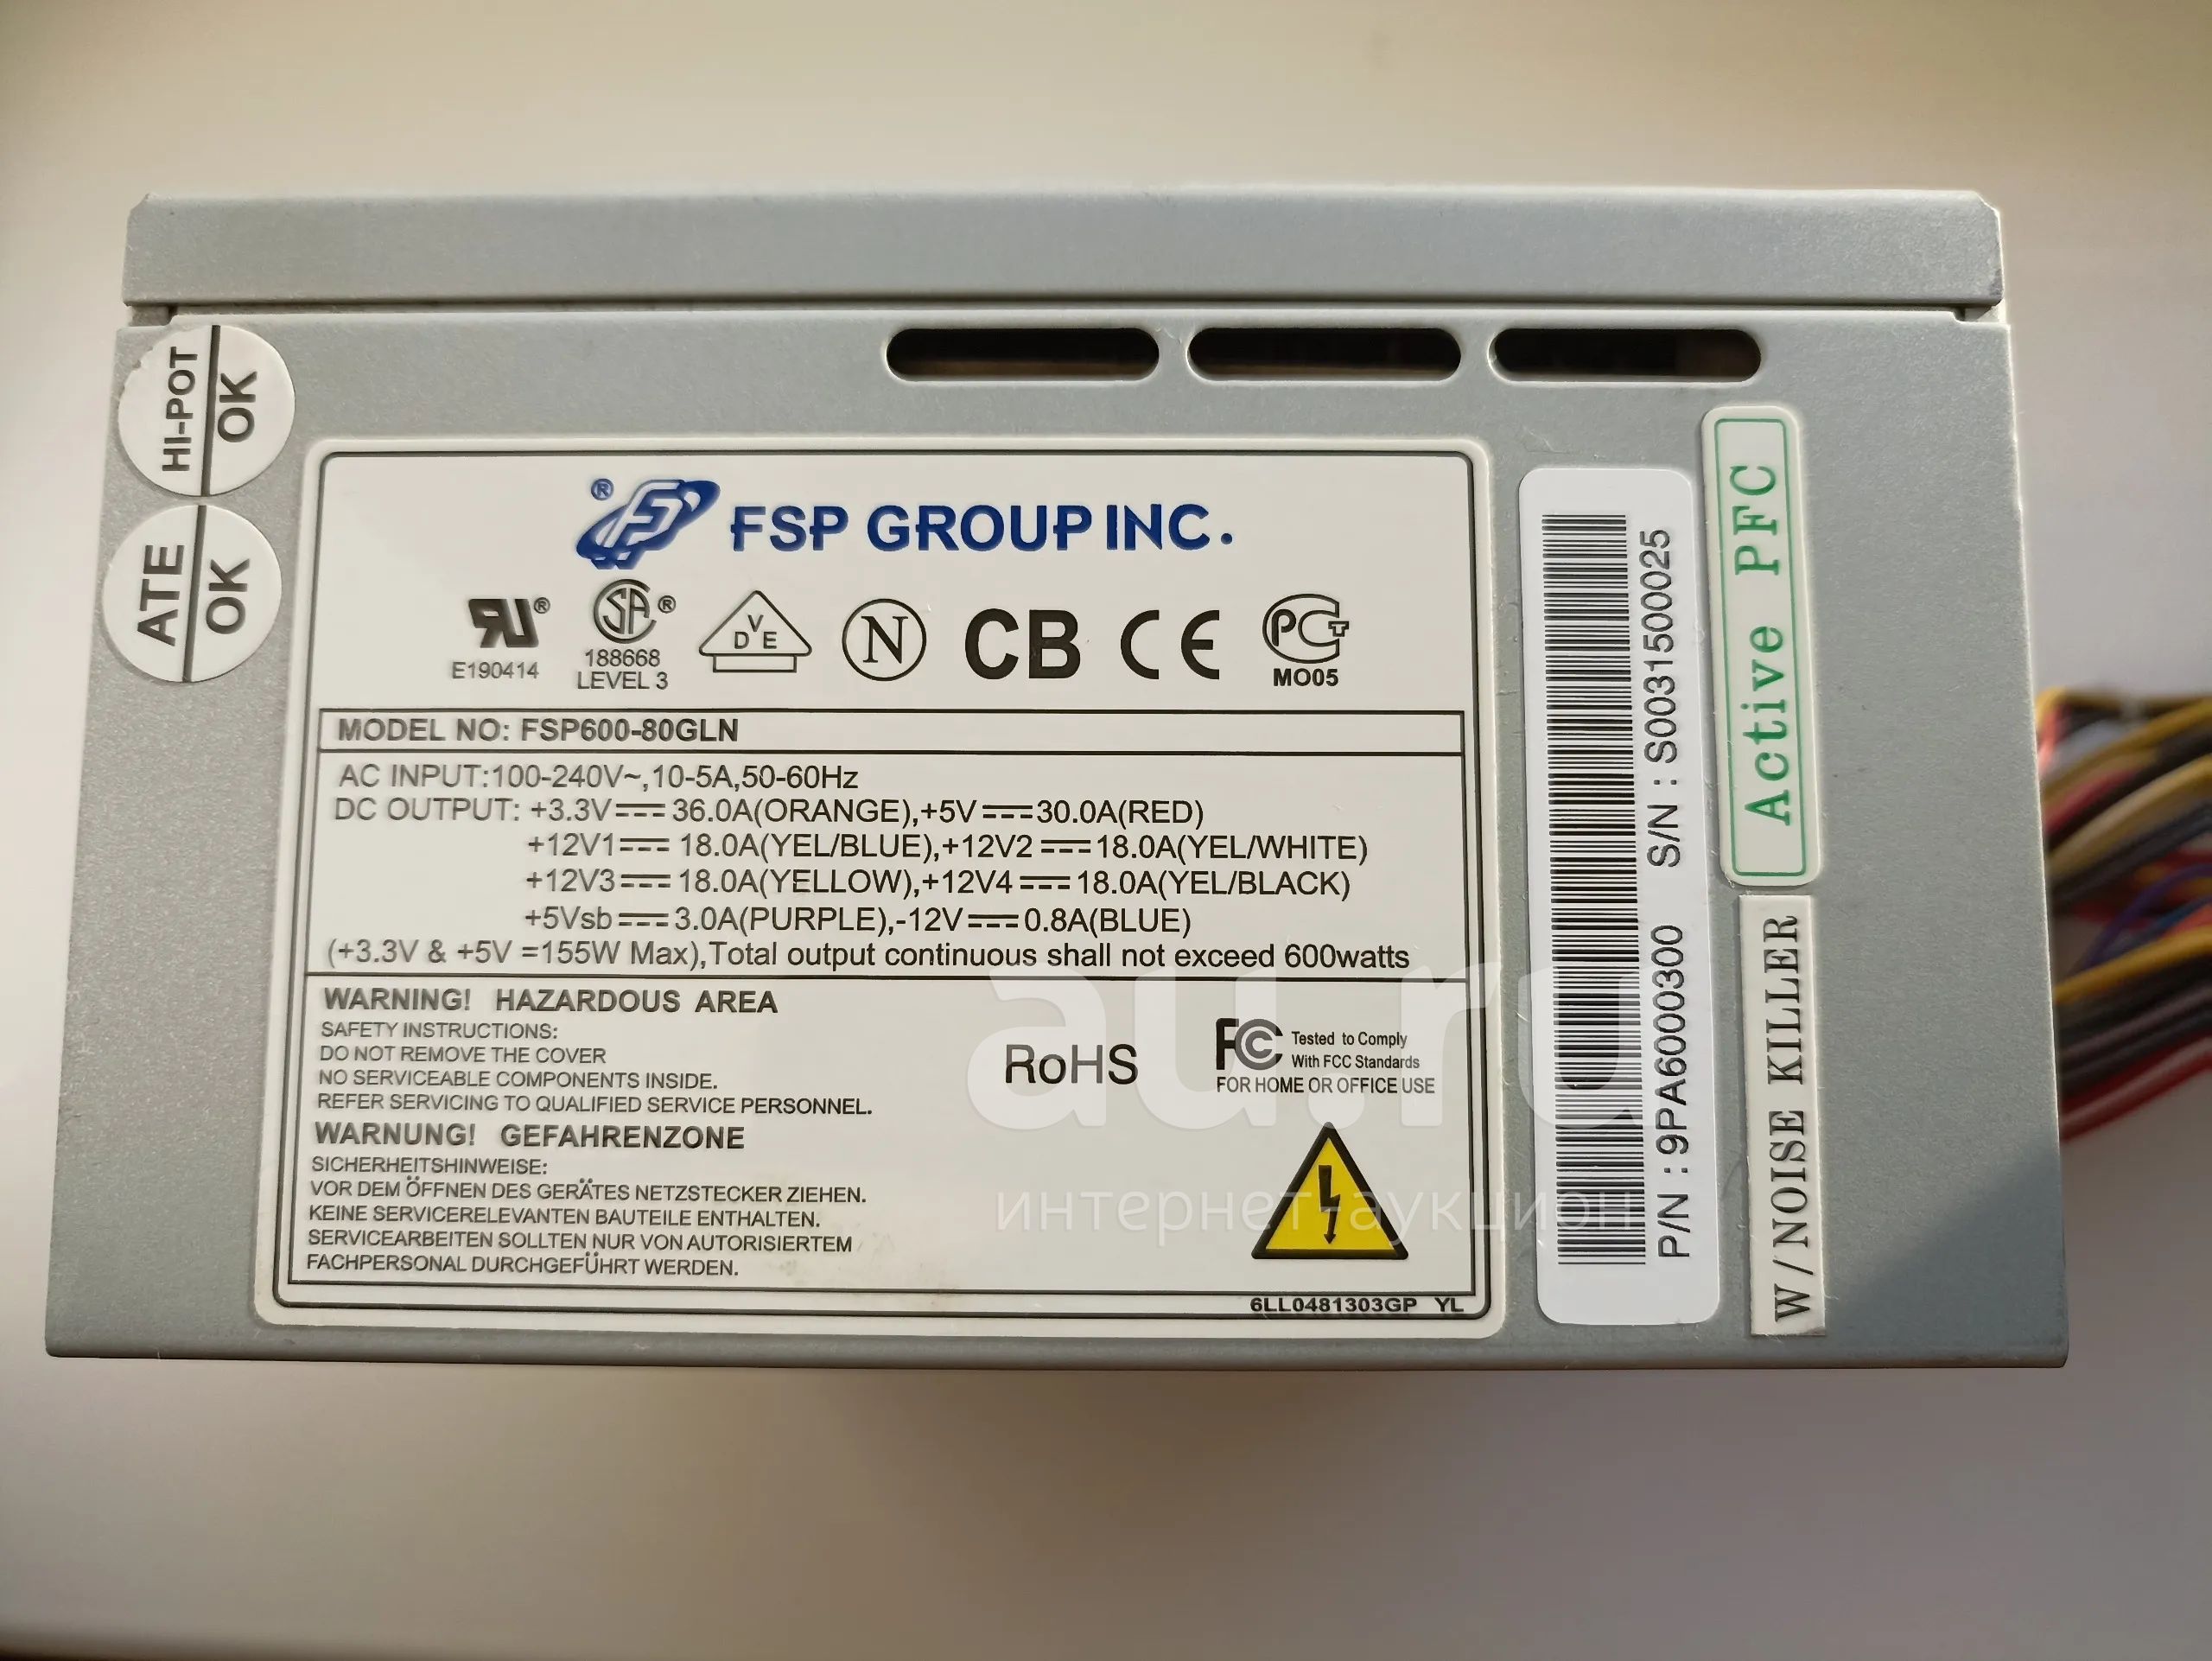 HI-POT
OK
ATE
OK
® FSP GROUP INC.
RU®
E190414
SA®
188668
LEVEL 3
DVE
N
CB
CE
PCT
MO05
MODEL NO: FSP600-80GLN
AC INPUT:100-240V~,10-5A,50-60Hz
DC OUTPUT: +3.3V⎓36.0A(ORANGE),+5V⎓30.0A(RED)
+12V1⎓18.0A(YEL/BLUE),+12V2⎓18.0A(YEL/WHITE)
+12V3⎓18.0A(YELLOW),+12V4⎓18.0A(YEL/BLACK)
+5Vsb⎓3.0A(PURPLE),-12V⎓0.8A(BLUE)
(+3.3V & +5V =155W Max),Total output continuous shall not exceed 600watts
WARNING! HAZARDOUS AREA
SAFETY INSTRUCTIONS:
DO NOT REMOVE THE COVER
NO SERVICEABLE COMPONENTS INSIDE.
REFER SERVICING TO QUALIFIED SERVICE PERSONNEL.
WARNUNG! GEFAHRENZONE
SICHERHEITSHINWEISE:
VOR DEM ÖFFNEN DES GERÄTES NETZSTECKER ZIEHEN.
KEINE SERVICERELEVANTEN BAUTEILE ENTHALTEN.
SERVICEARBEITEN SOLLTEN NUR VON AUTORISIERTEM
FACHPERSONAL DURCHGEFÜHRT WERDEN.
RoHS
FC Tested to Comply
With FCC Standards
FOR HOME OR OFFICE USE
6LL0481303GP YL
P/N : 9PA6000300 S/N : S0031500025
Active PFC
W/NOISE KILLER
au.ru
интернет-аукцион